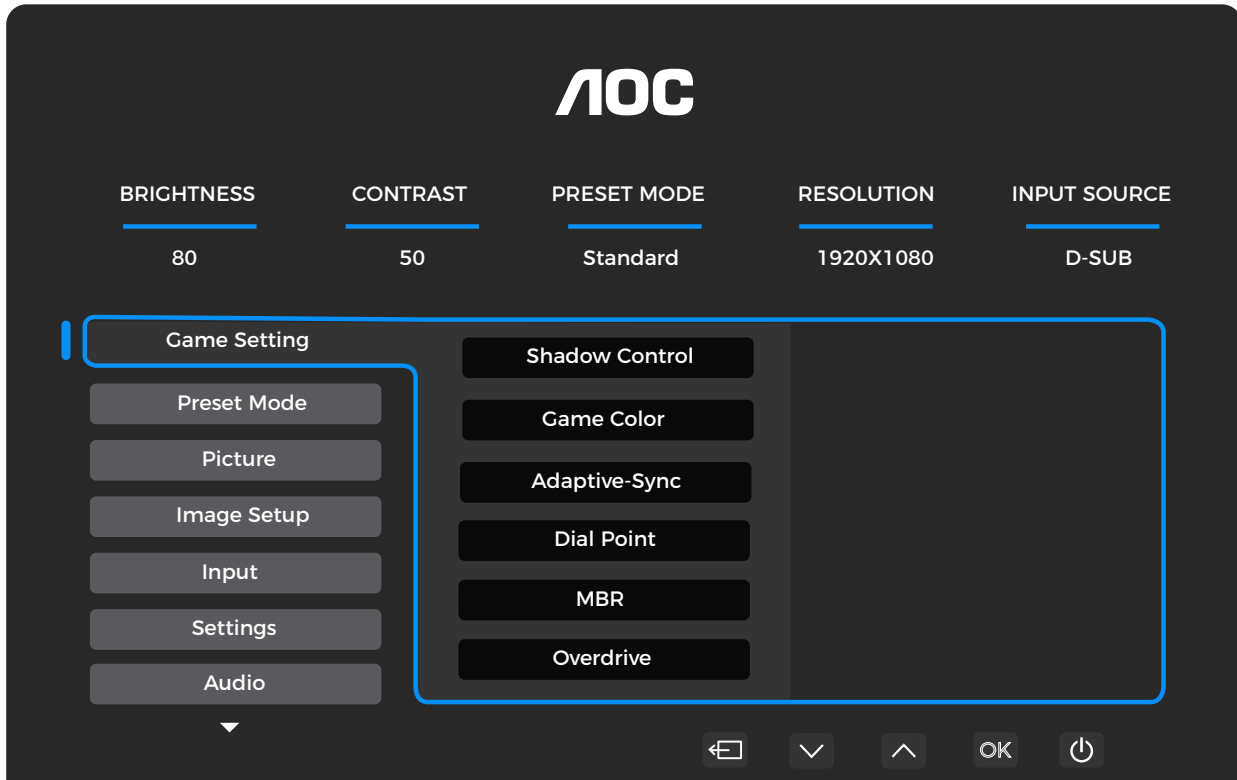 AOC
BRIGHTNESS CONTRAST PRESET MODE RESOLUTION INPUT SOURCE
80 50 Standard 1920X1080 D-SUB
Game Setting
Preset Mode
Picture
Image Setup
Input
Settings
Audio
Shadow Control
Game Color
Adaptive-Sync
Dial Point
MBR
Overdrive
OK